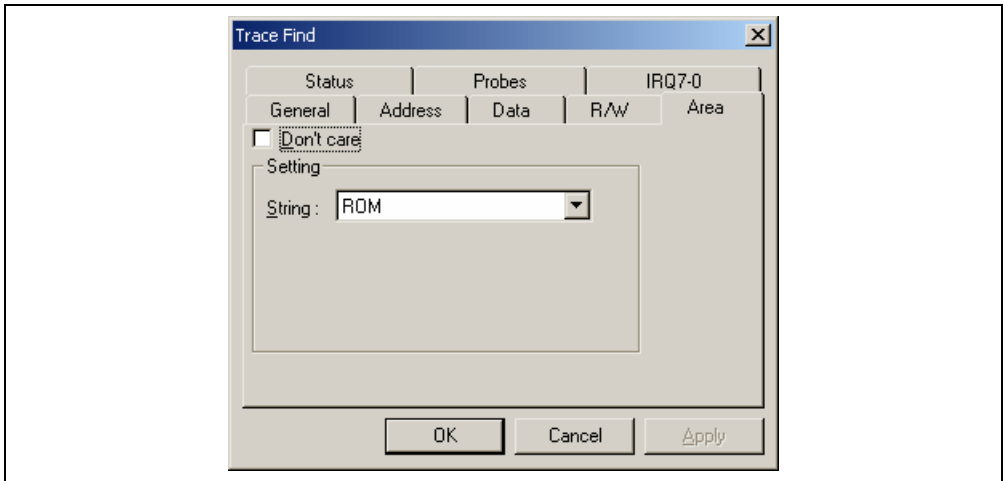 Trace Find
Status Probes IRQ7-0
General Address Data R/W Area
Don't care
Setting
String : ROM
OK Cancel Apply